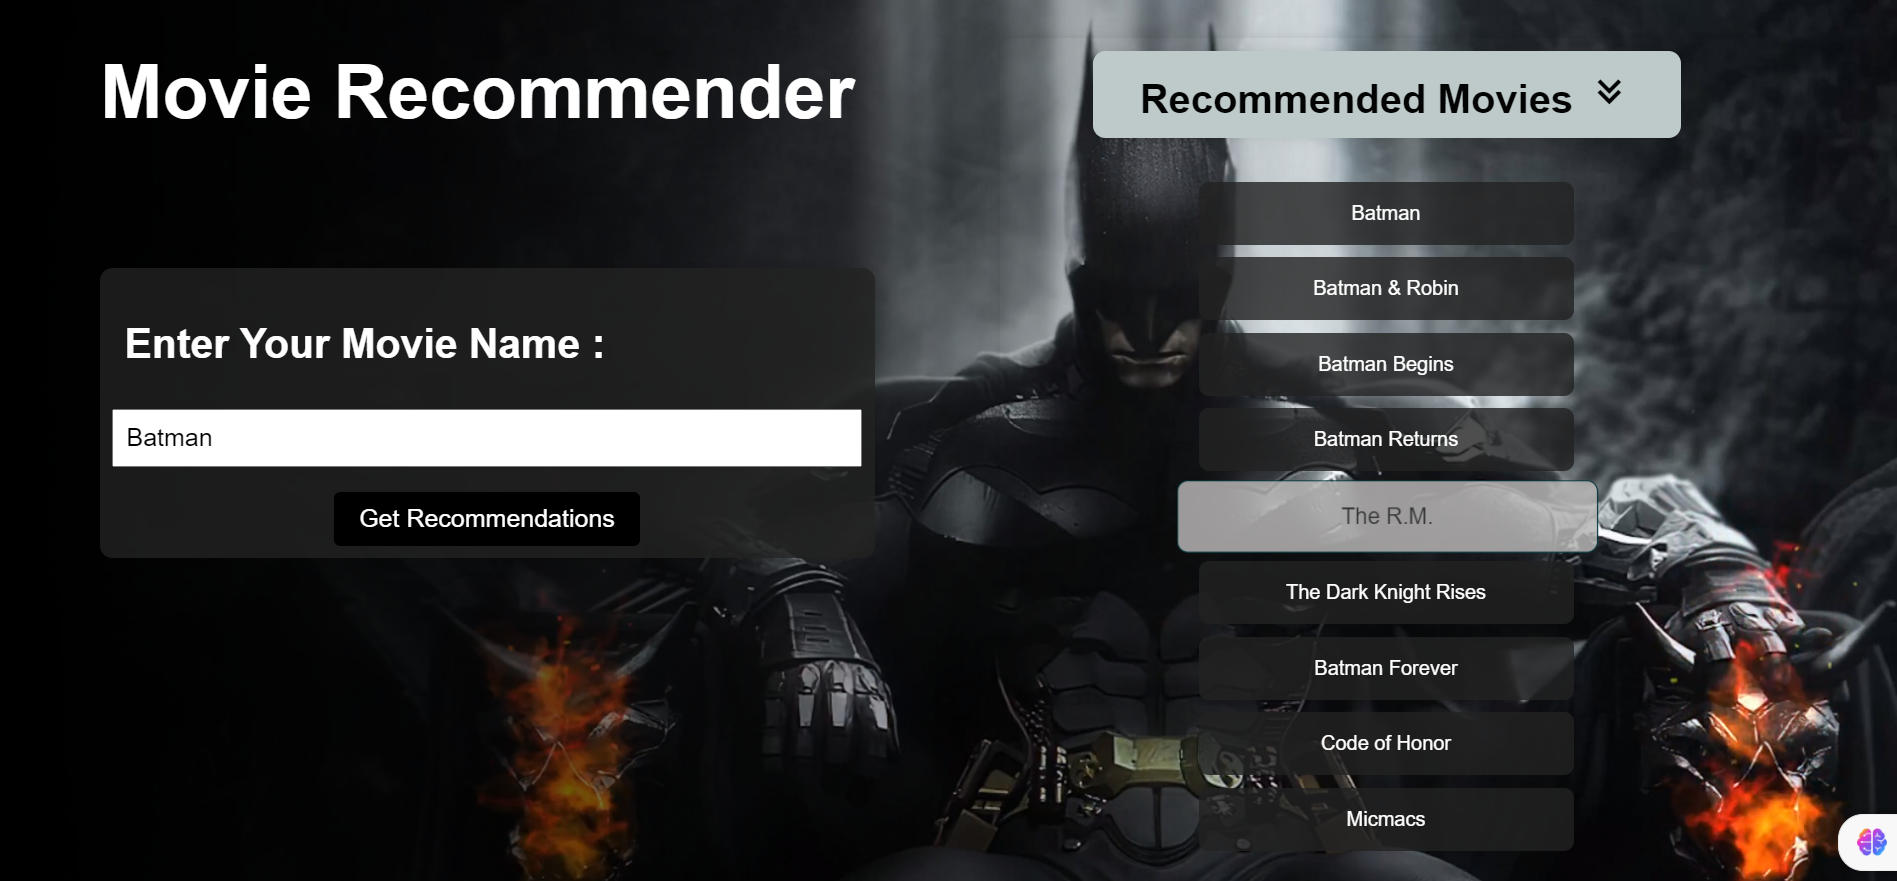 Movie Recommender
Enter Your Movie Name :
Batman
Get Recommendations
Recommended Movies
Batman
Batman & Robin
Batman Begins
Batman Returns
The R.M.
The Dark Knight Rises
Batman Forever
Code of Honor
Micmacs